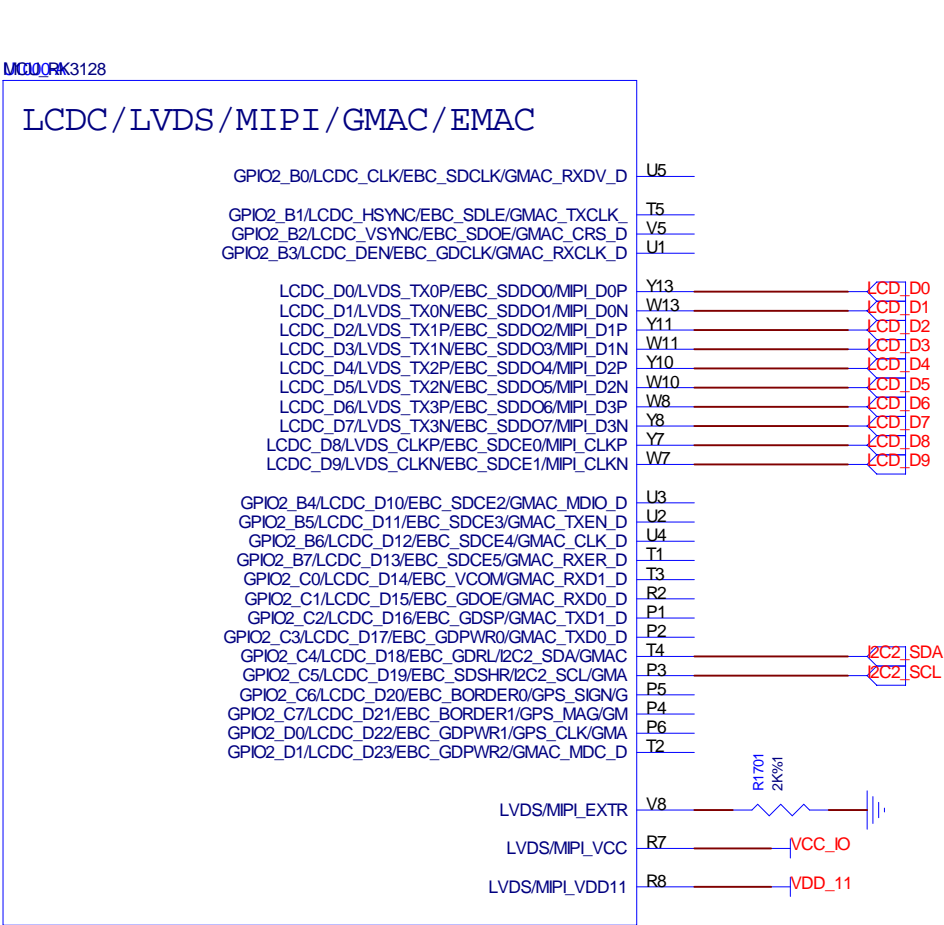 MCU_RK3128
LCDC/LVDS/MIPI/GMAC/EMAC
GPIO2_B0/LCDC_CLK/EBC_SDCLK/GMAC_RXDV_D U5
GPIO2_B1/LCDC_HSYNC/EBC_SDLE/GMAC_TXCLK_ T5
GPIO2_B2/LCDC_VSYNC/EBC_SDOE/GMAC_CRS_D V5
GPIO2_B3/LCDC_DEN/EBC_GDCLK/GMAC_RXCLK_D U1
LCDC_D0/LVDS_TX0P/EBC_SDDO0/MIPI_D0P Y13 LCD_D0
LCDC_D1/LVDS_TX0N/EBC_SDDO1/MIPI_D0N W13 LCD_D1
LCDC_D2/LVDS_TX1P/EBC_SDDO2/MIPI_D1P Y11 LCD_D2
LCDC_D3/LVDS_TX1N/EBC_SDDO3/MIPI_D1N W11 LCD_D3
LCDC_D4/LVDS_TX2P/EBC_SDDO4/MIPI_D2P Y10 LCD_D4
LCDC_D5/LVDS_TX2N/EBC_SDDO5/MIPI_D2N W10 LCD_D5
LCDC_D6/LVDS_TX3P/EBC_SDDO6/MIPI_D3P W8 LCD_D6
LCDC_D7/LVDS_TX3N/EBC_SDDO7/MIPI_D3N Y8 LCD_D7
LCDC_D8/LVDS_CLKP/EBC_SDCE0/MIPI_CLKP Y7 LCD_D8
LCDC_D9/LVDS_CLKN/EBC_SDCE1/MIPI_CLKN W7 LCD_D9
GPIO2_B4/LCDC_D10/EBC_SDCE2/GMAC_MDIO_D U3
GPIO2_B5/LCDC_D11/EBC_SDCE3/GMAC_TXEN_D U2
GPIO2_B6/LCDC_D12/EBC_SDCE4/GMAC_CLK_D U4
GPIO2_B7/LCDC_D13/EBC_SDCE5/GMAC_RXER_D T1
GPIO2_C0/LCDC_D14/EBC_VCOM/GMAC_RXD1_D T3
GPIO2_C1/LCDC_D15/EBC_GDOE/GMAC_RXD0_D R2
GPIO2_C2/LCDC_D16/EBC_GDSP/GMAC_TXD1_D P1
GPIO2_C3/LCDC_D17/EBC_GDPWR0/GMAC_TXD0_D P2
GPIO2_C4/LCDC_D18/EBC_GDRL/I2C2_SDA/GMAC T4 I2C2_SDA
GPIO2_C5/LCDC_D19/EBC_SDSHR/I2C2_SCL/GMA P3 I2C2_SCL
GPIO2_C6/LCDC_D20/EBC_BORDER0/GPS_SIGN/G P5
GPIO2_C7/LCDC_D21/EBC_BORDER1/GPS_MAG/GM P4
GPIO2_D0/LCDC_D22/EBC_GDPWR1/GPS_CLK/GMA P6
GPIO2_D1/LCDC_D23/EBC_GDPWR2/GMAC_MDC_D T2
R1701
2K%1
LVDS/MIPI_EXTR V8
LVDS/MIPI_VCC R7 VCC_IO
LVDS/MIPI_VDD11 R8 VDD_11